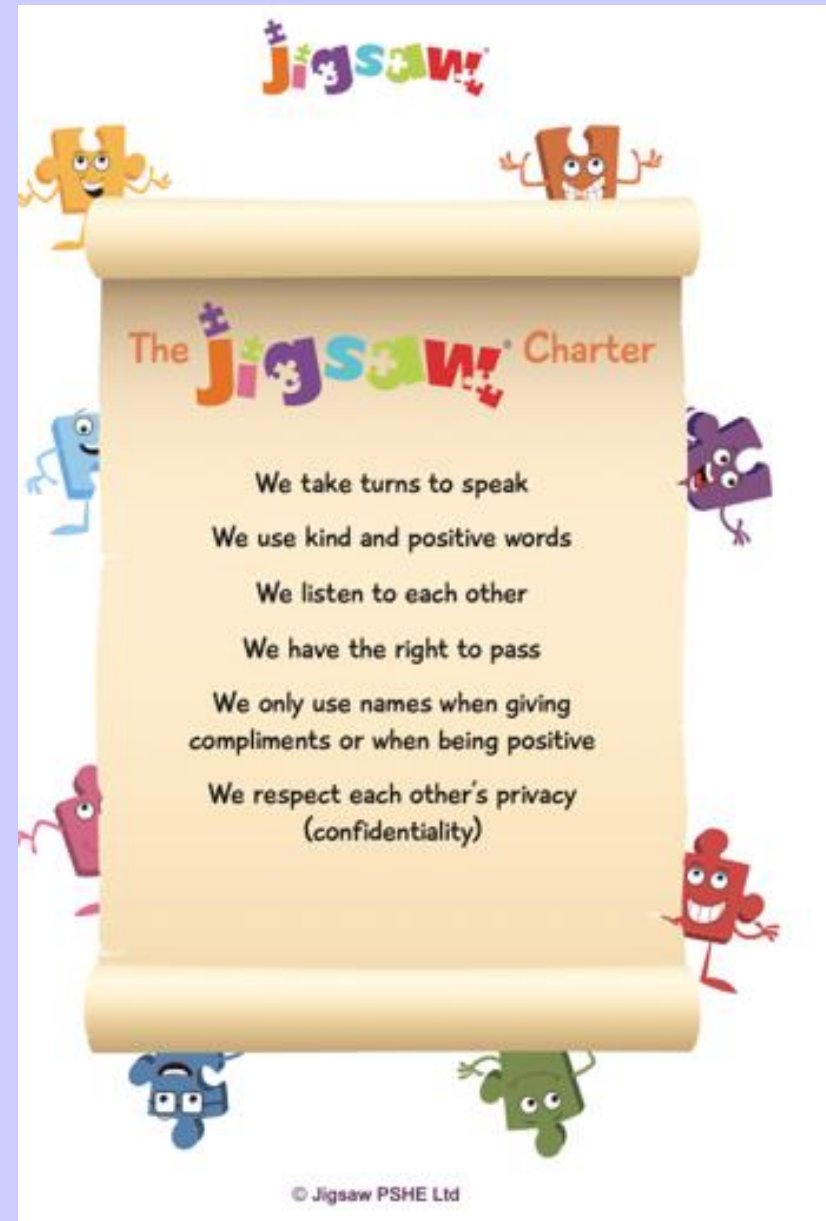 jigsaw®
The jigsaw® Charter
We take turns to speak
We use kind and positive words
We listen to each other
We have the right to pass
We only use names when giving
compliments or when being positive
We respect each other's privacy
(confidentiality)
© Jigsaw PSHE Ltd